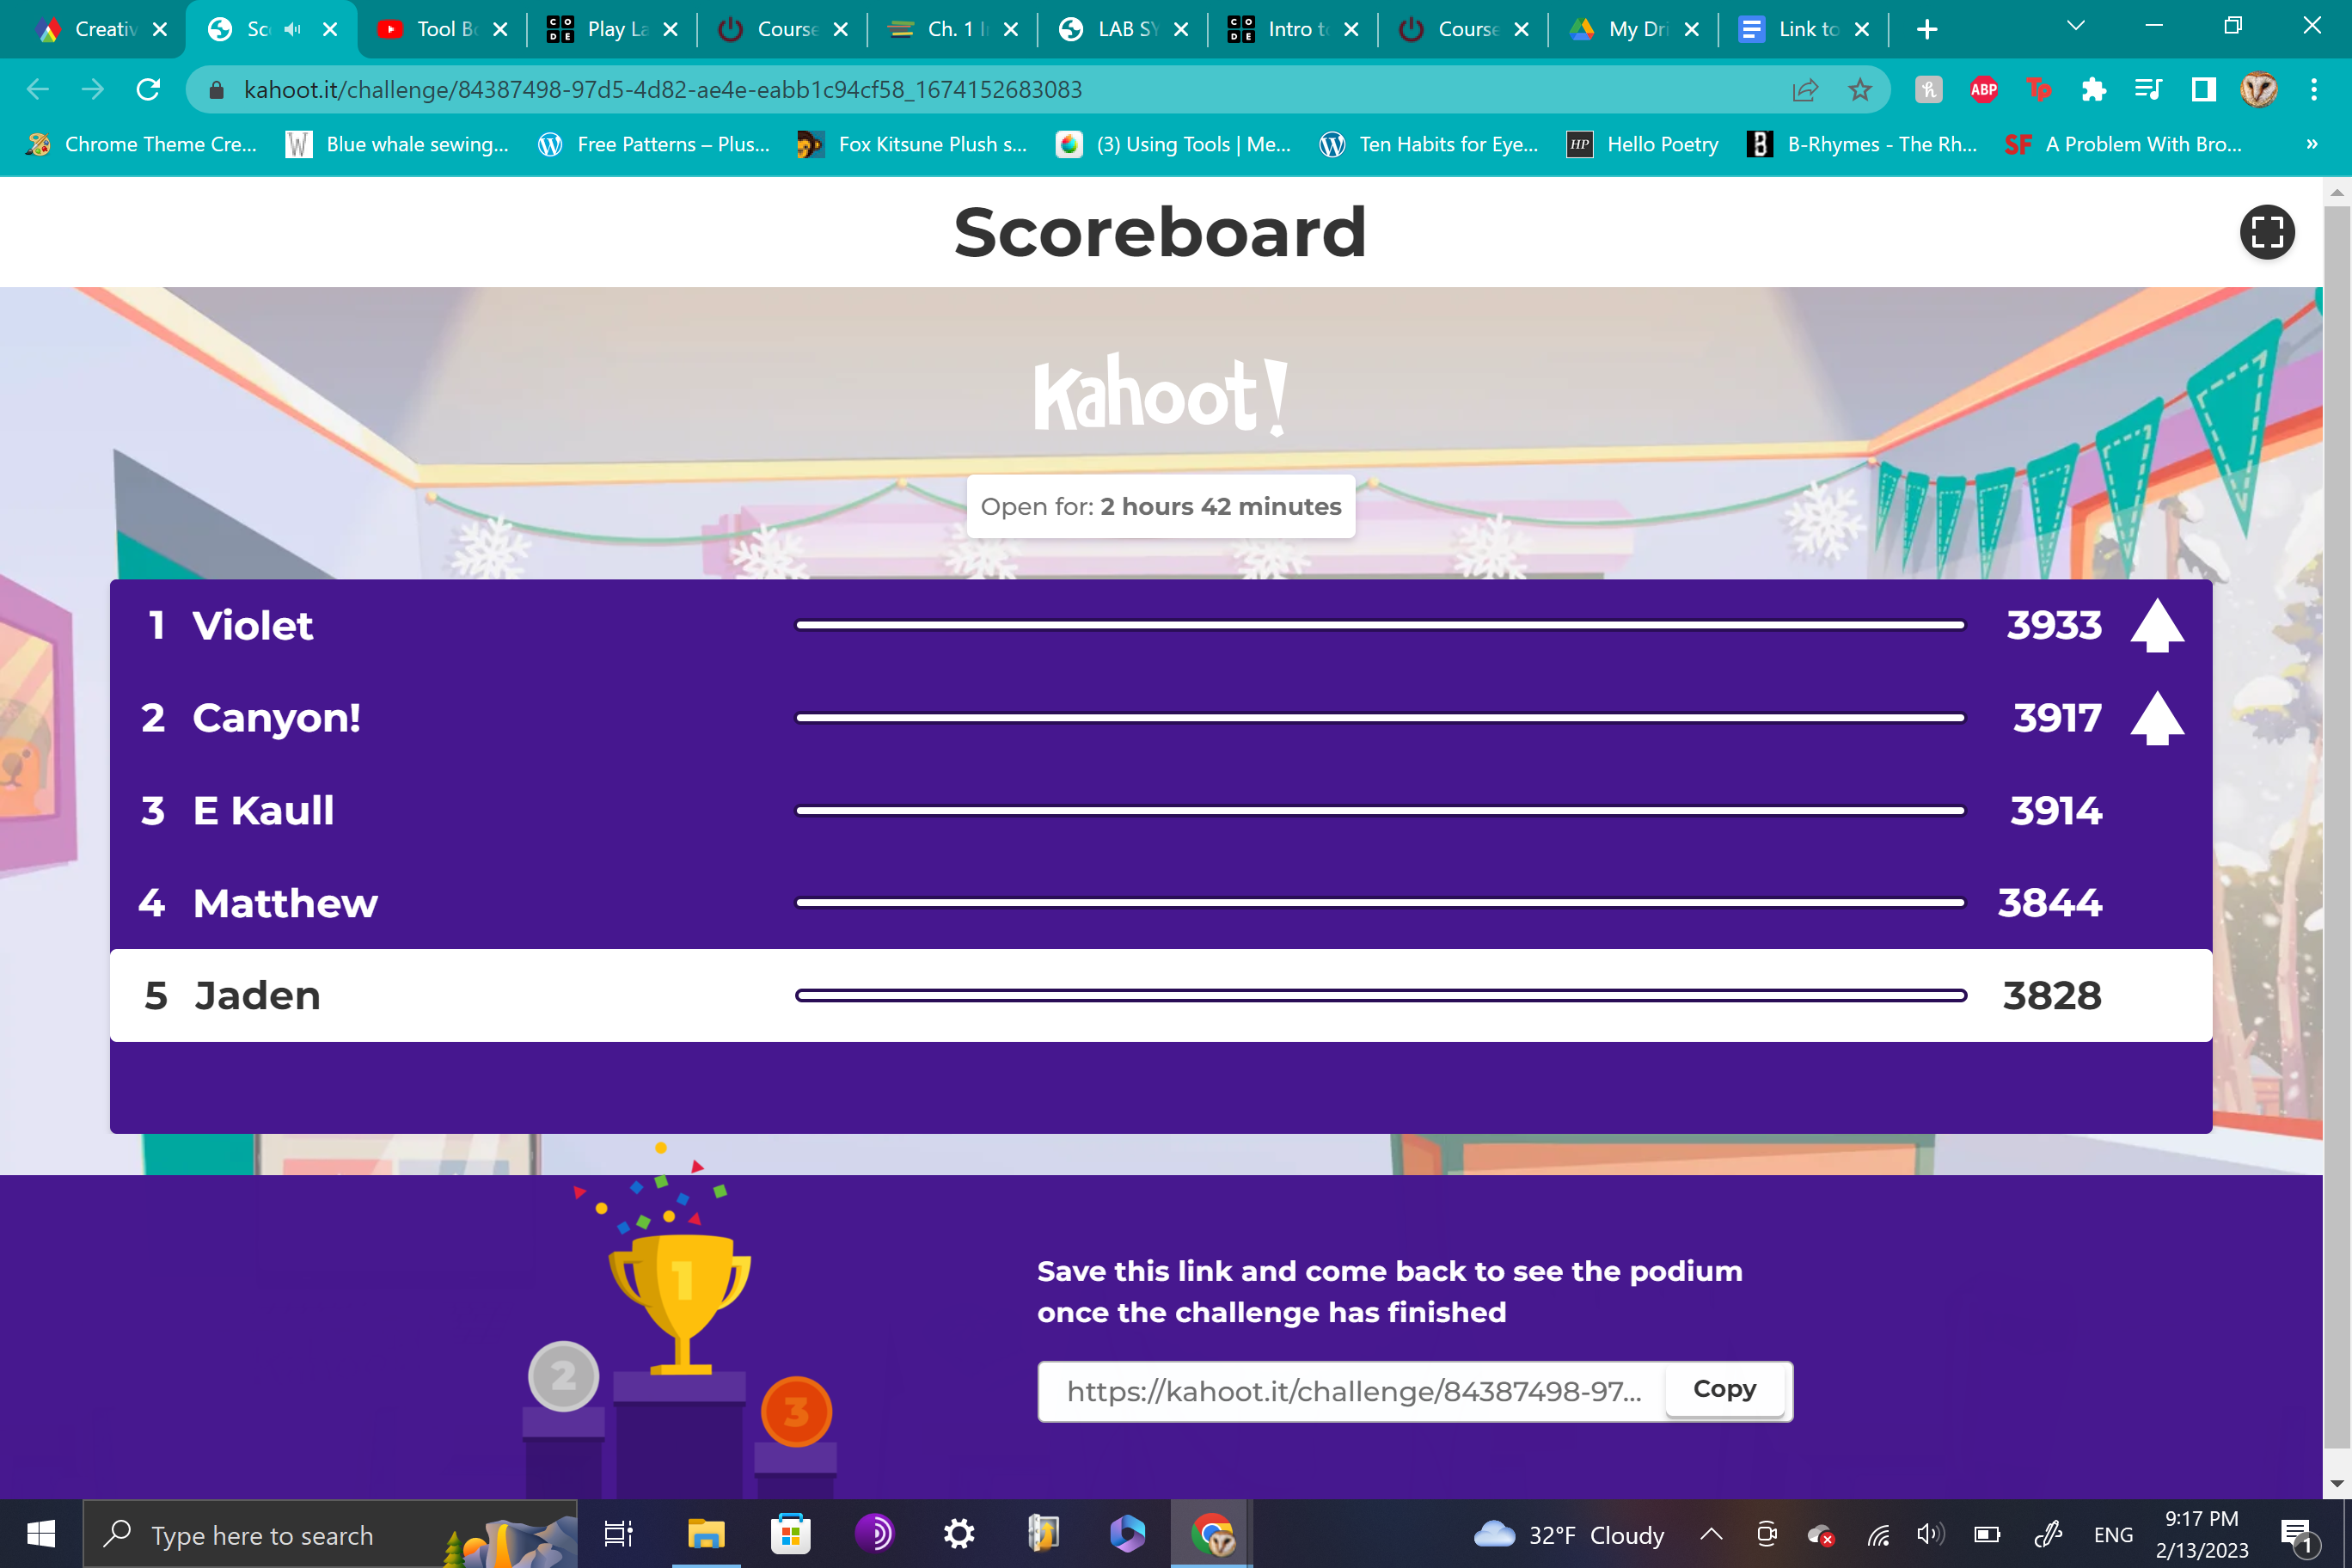 Creativ
Sc
Tool B
CODE
Play La
Course
Ch. 1 I
LAB SY
CODE
Intro t
Course
My Dri
Link to
kahoot.it/challenge/84387498-97d5-4d82-ae4e-eabb1c94cf58_1674152683083
h
ABP
Tp
Chrome Theme Cre...
W
Blue whale sewing...
Free Patterns – Plus...
Fox Kitsune Plush s...
(3) Using Tools | Me...
Ten Habits for Eye...
HP
Hello Poetry
B
B-Rhymes - The Rh...
SF
A Problem With Bro...
»
Scoreboard
Kahoot!
Open for: 2 hours 42 minutes
1 Violet 3933
2 Canyon! 3917
3 E Kaull 3914
4 Matthew 3844
5 Jaden 3828
1
2
3
Save this link and come back to see the podium
once the challenge has finished
https://kahoot.it/challenge/84387498-97...
Copy
Type here to search
32°F Cloudy
ENG
9:17 PM
2/13/2023
1